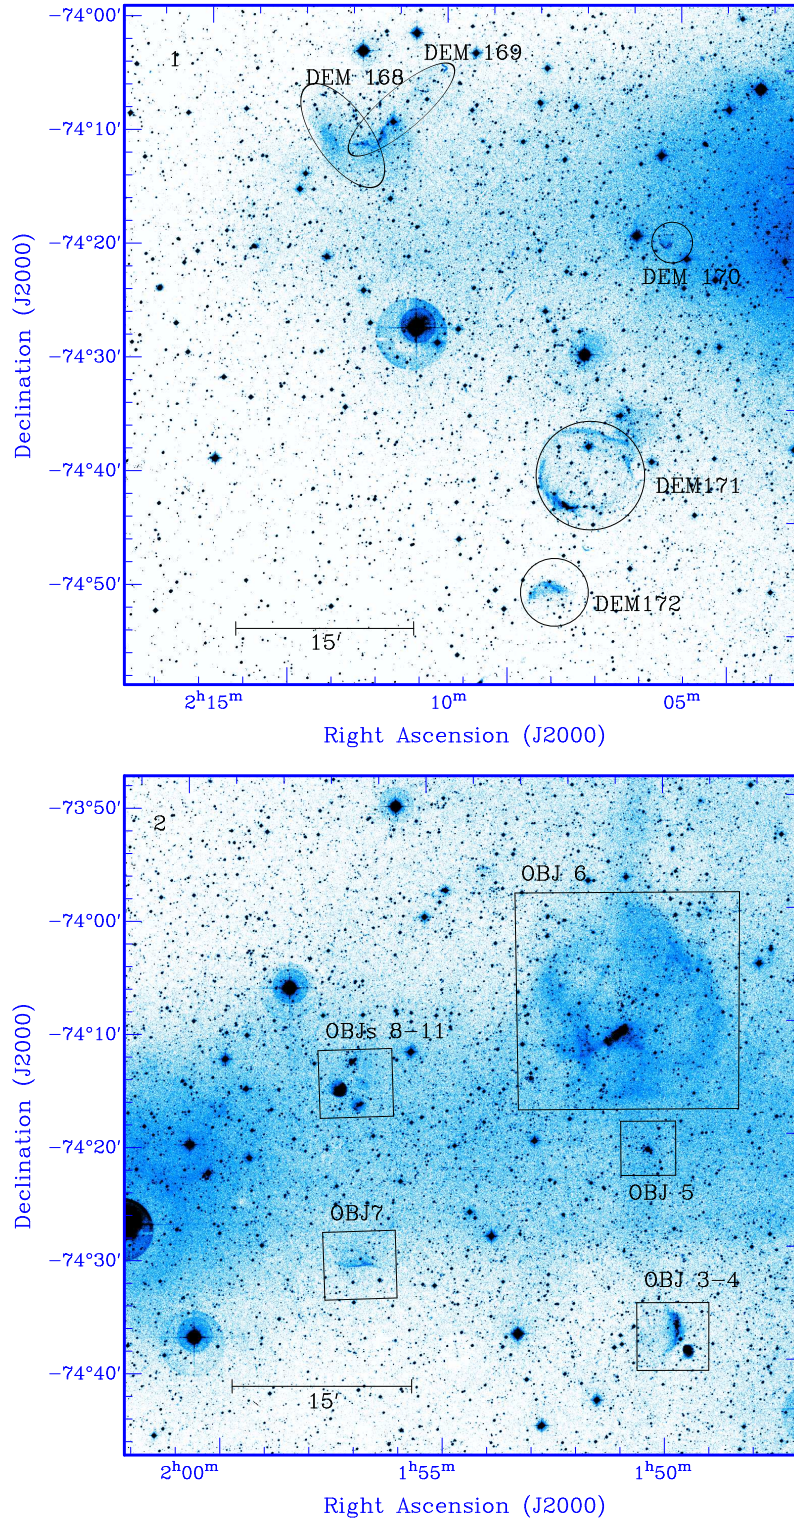 1
−74°00′
DEM 169
DEM 168
−74°10′
−74°20′
DEM 170
−74°30′
−74°40′
DEM171
−74°50′
DEM172
15′
2ʰ15ᵐ 10ᵐ 05ᵐ
Right Ascension (J2000)
Declination (J2000)
2
−73°50′
OBJ 6
−74°00′
OBJs 8−11
−74°10′
−74°20′
OBJ 5
OBJ7
−74°30′
OBJ 3−4
−74°40′
15′
2ʰ00ᵐ 1ʰ55ᵐ 1ʰ50ᵐ
Right Ascension (J2000)
Declination (J2000)